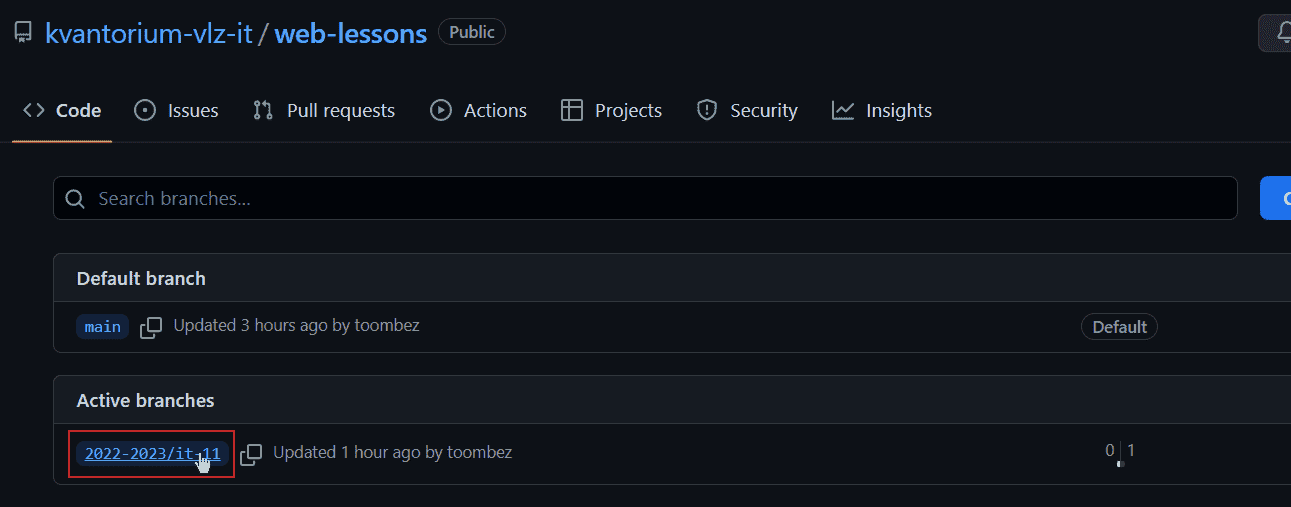 kvantorium-vlz-it / web-lessons Public
Code Issues Pull requests Actions Projects Security Insights
Search branches...
Default branch
main Updated 3 hours ago by toombez Default
Active branches
2022-2023/it-11 Updated 1 hour ago by toombez 0 1